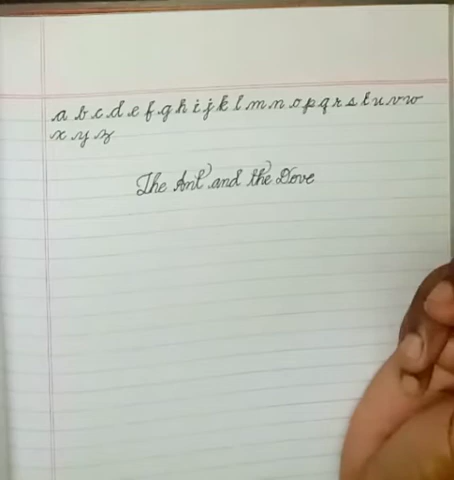 a b c d e f g h i j k l m n o p q r s t u v w
x y z
The Ant and the Dove